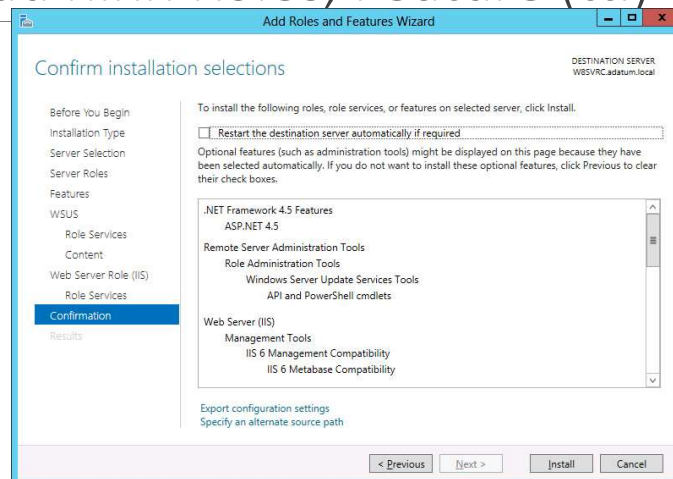 Add Roles and Features Wizard
Confirm installation selections
DESTINATION SERVER
W8SVRC.adatum.local
Before You Begin
Installation Type
Server Selection
Server Roles
Features
WSUS
Role Services
Content
Web Server Role (IIS)
Role Services
Confirmation
Results
To install the following roles, role services, or features on selected server, click Install.
Restart the destination server automatically if required
Optional features (such as administration tools) might be displayed on this page because they have
been selected automatically. If you do not want to install these optional features, click Previous to clear
their check boxes.
.NET Framework 4.5 Features
ASP.NET 4.5
Remote Server Administration Tools
Role Administration Tools
Windows Server Update Services Tools
API and PowerShell cmdlets
Web Server (IIS)
Management Tools
IIS 6 Management Compatibility
IIS 6 Metabase Compatibility
Export configuration settings
Specify an alternate source path
< Previous
Next >
Install
Cancel